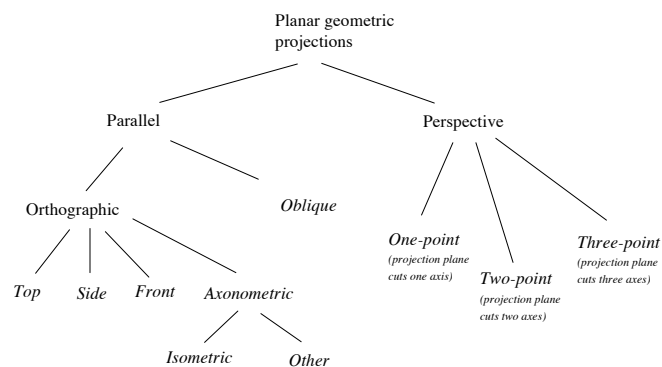 Planar geometric
projections
Parallel
Perspective
Orthographic
Oblique
One-point
(projection plane
cuts one axis)
Two-point
(projection plane
cuts two axes)
Three-point
(projection plane
cuts three axes)
Top
Side
Front
Axonometric
Isometric
Other